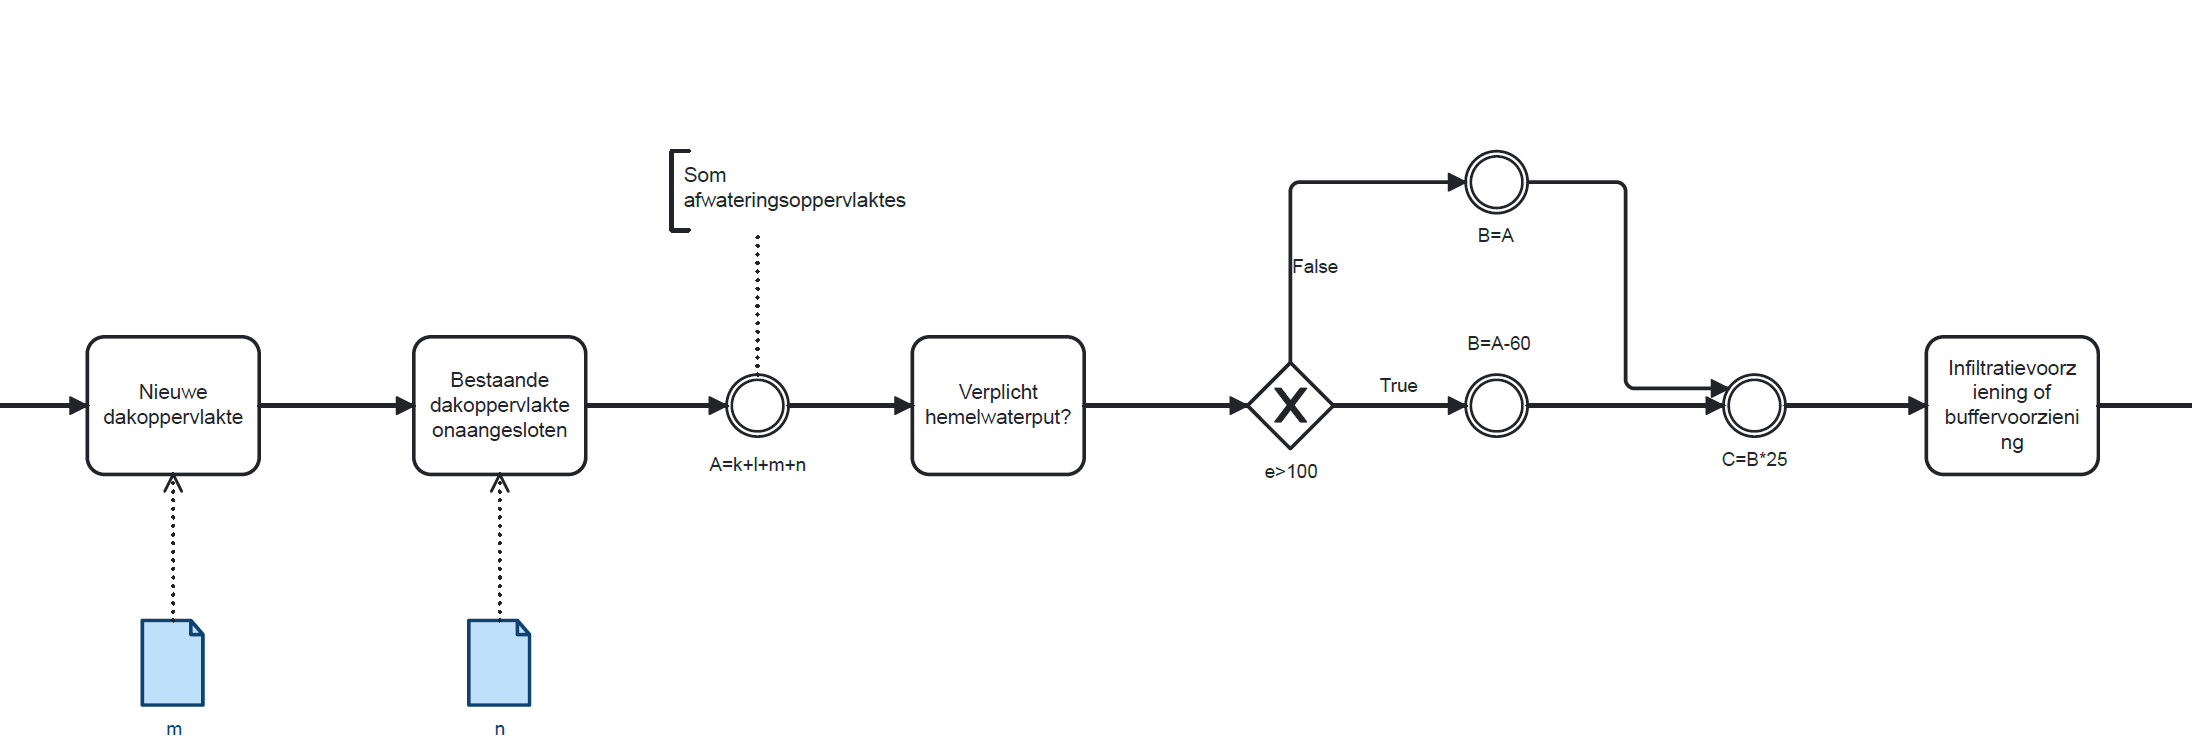 Som
afwateringsoppervlaktes
B=A
False
B=A-60
True
Nieuwe
dakoppervlakte
Bestaande
dakoppervlakte
onaangesloten
A=k+l+m+n
Verplicht
hemelwaterput?
X
e>100
C=B*25
Infiltratievoorz
iening of
buffervoorzieni
ng
m
n